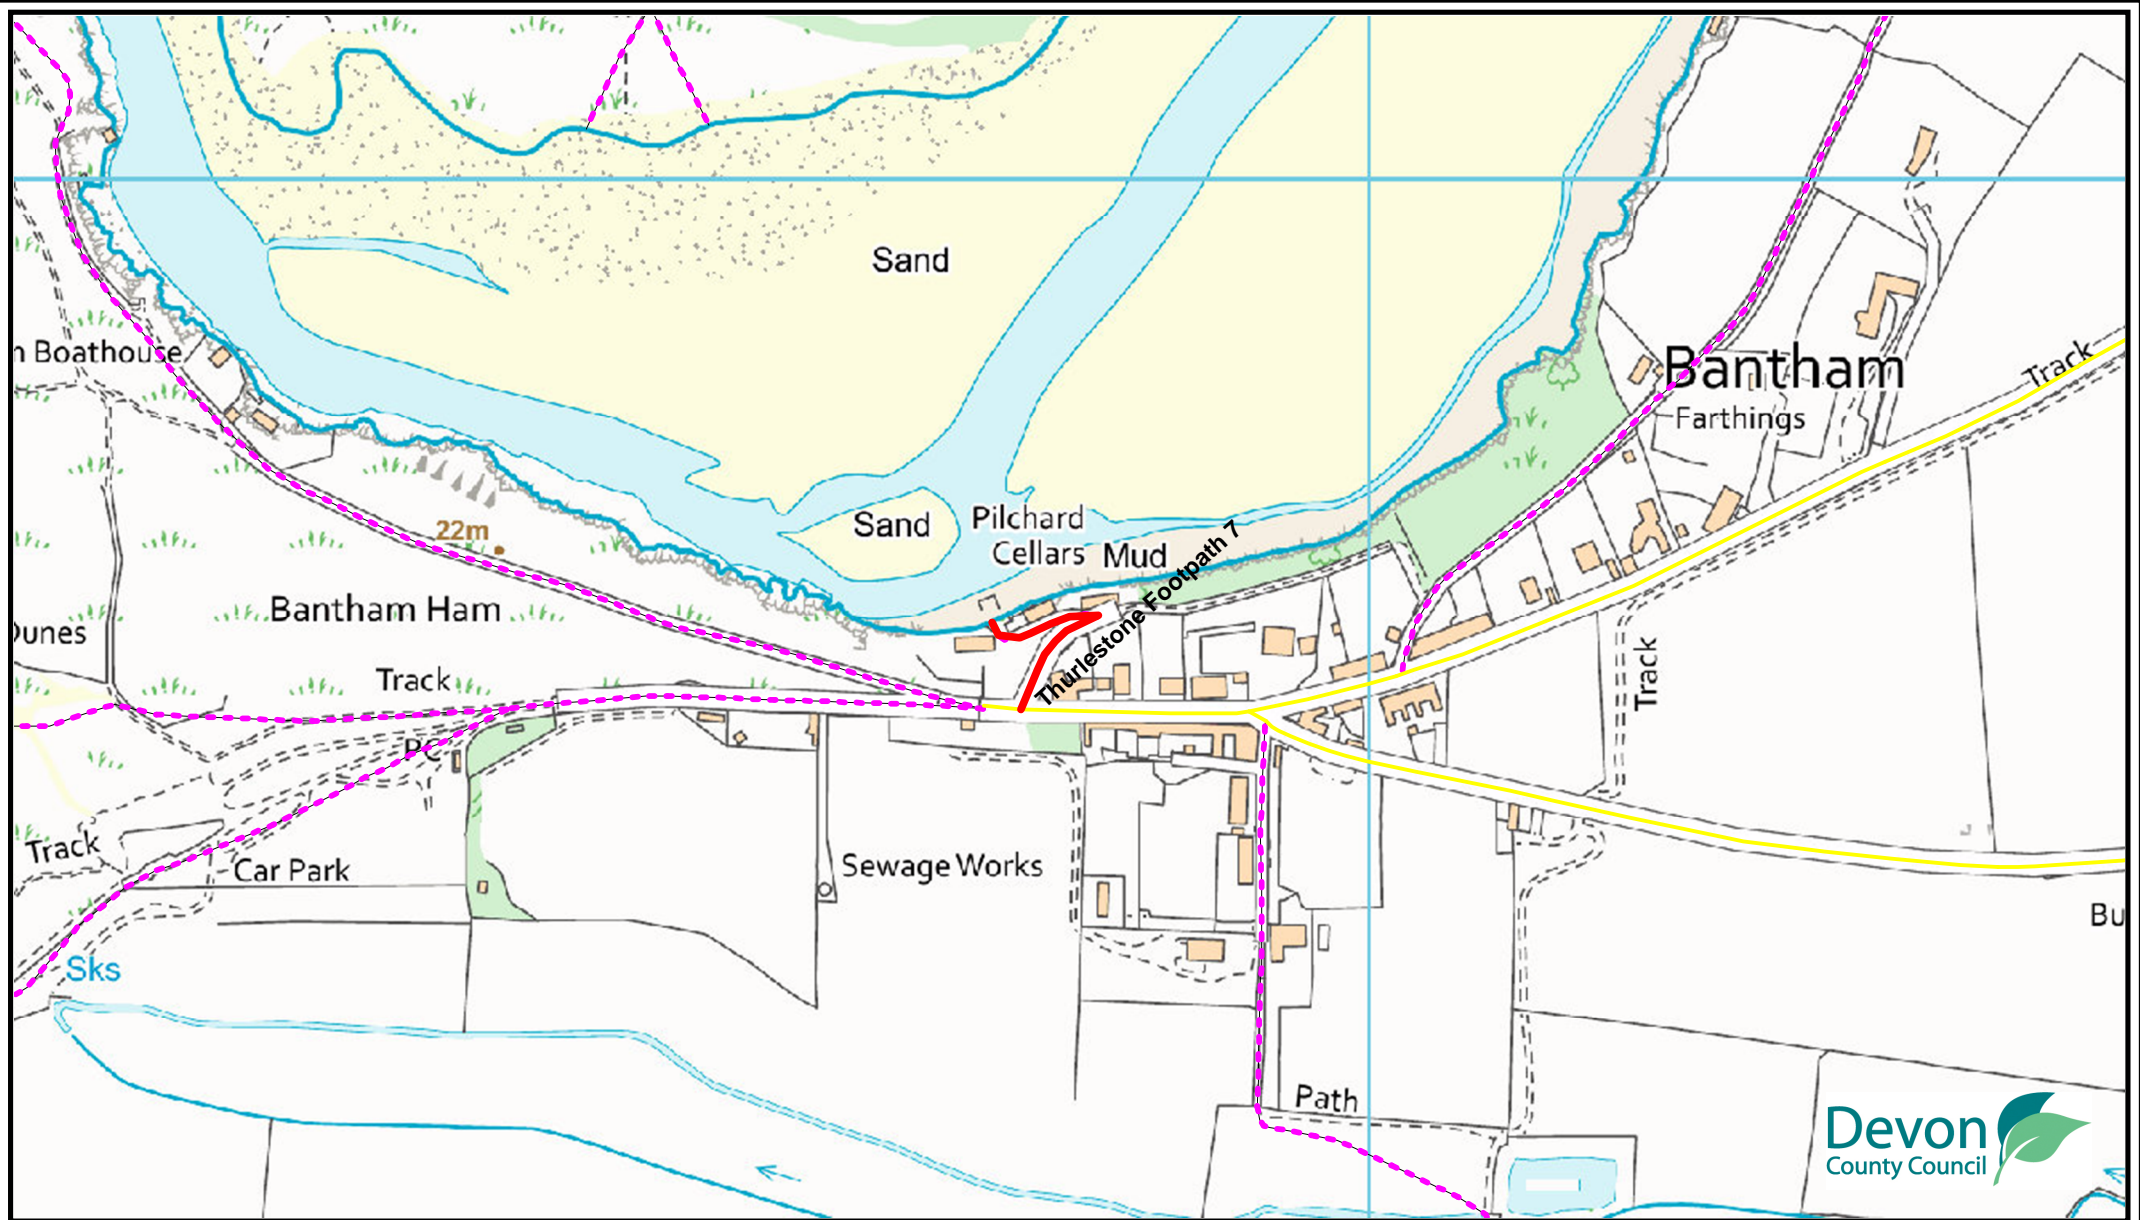 Sand
n Boathouse
Bantham
Track
Farthings
22m
Sand
Pilchard
Cellars
Mud
Thurlestone Footpath 7
Bantham Ham
Dunes
Track
Track
PC
Track
Car Park
Sewage Works
Bu
Sks
Path
Devon
County Council